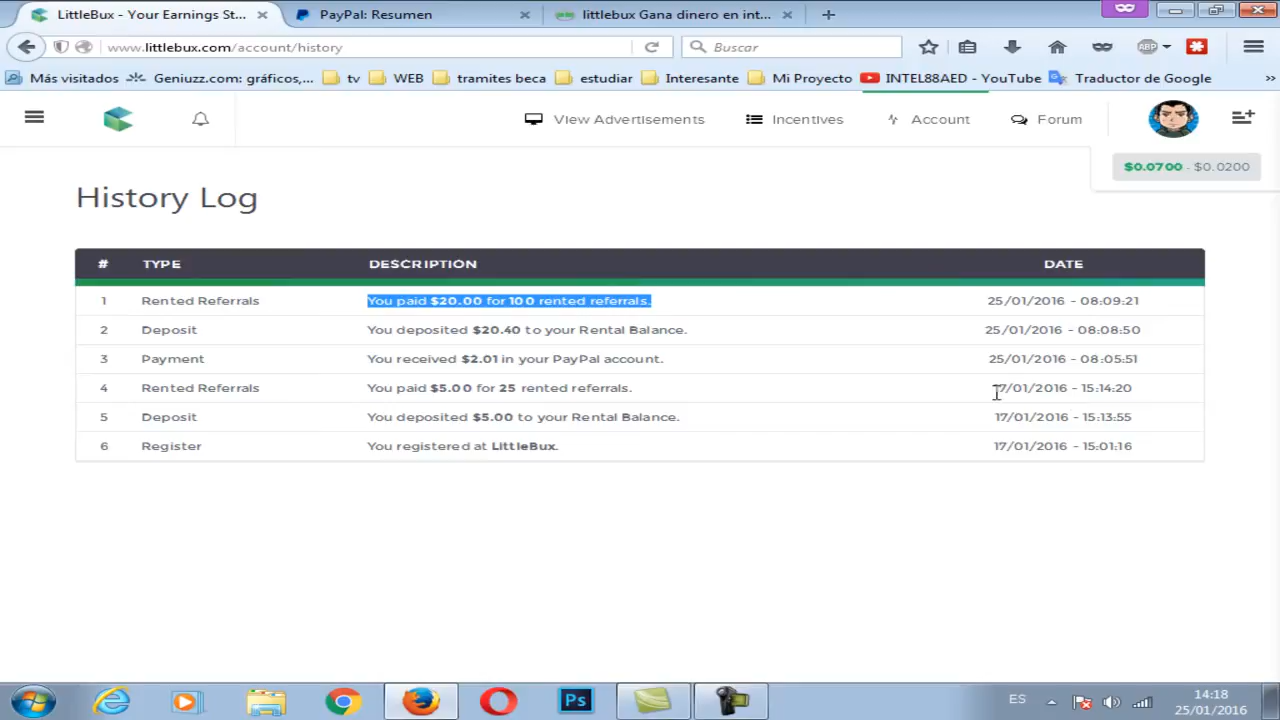 LittleBux - Your Earnings St...
PayPal: Resumen
littlebux Gana dinero en int...
www.littlebux.com/account/history
Buscar
ABP
Más visitados
Geniuzz.com: gráficos,...
tv
WEB
tramites beca
estudiar
Interesante
Mi Proyecto
INTEL88AED - YouTube
Traductor de Google
View Advertisements
Incentives
Account
Forum
$0.0700 - $0.0200
History Log
# TYPE DESCRIPTION DATE
1 Rented Referrals You paid $20.00 for 100 rented referrals. 25/01/2016 - 08:09:21
2 Deposit You deposited $20.40 to your Rental Balance. 25/01/2016 - 08:08:50
3 Payment You received $2.01 in your PayPal account. 25/01/2016 - 08:05:51
4 Rented Referrals You paid $5.00 for 25 rented referrals. 17/01/2016 - 15:14:20
5 Deposit You deposited $5.00 to your Rental Balance. 17/01/2016 - 15:13:55
6 Register You registered at LittleBux. 17/01/2016 - 15:01:16
Ps
ES
14:18
25/01/2016